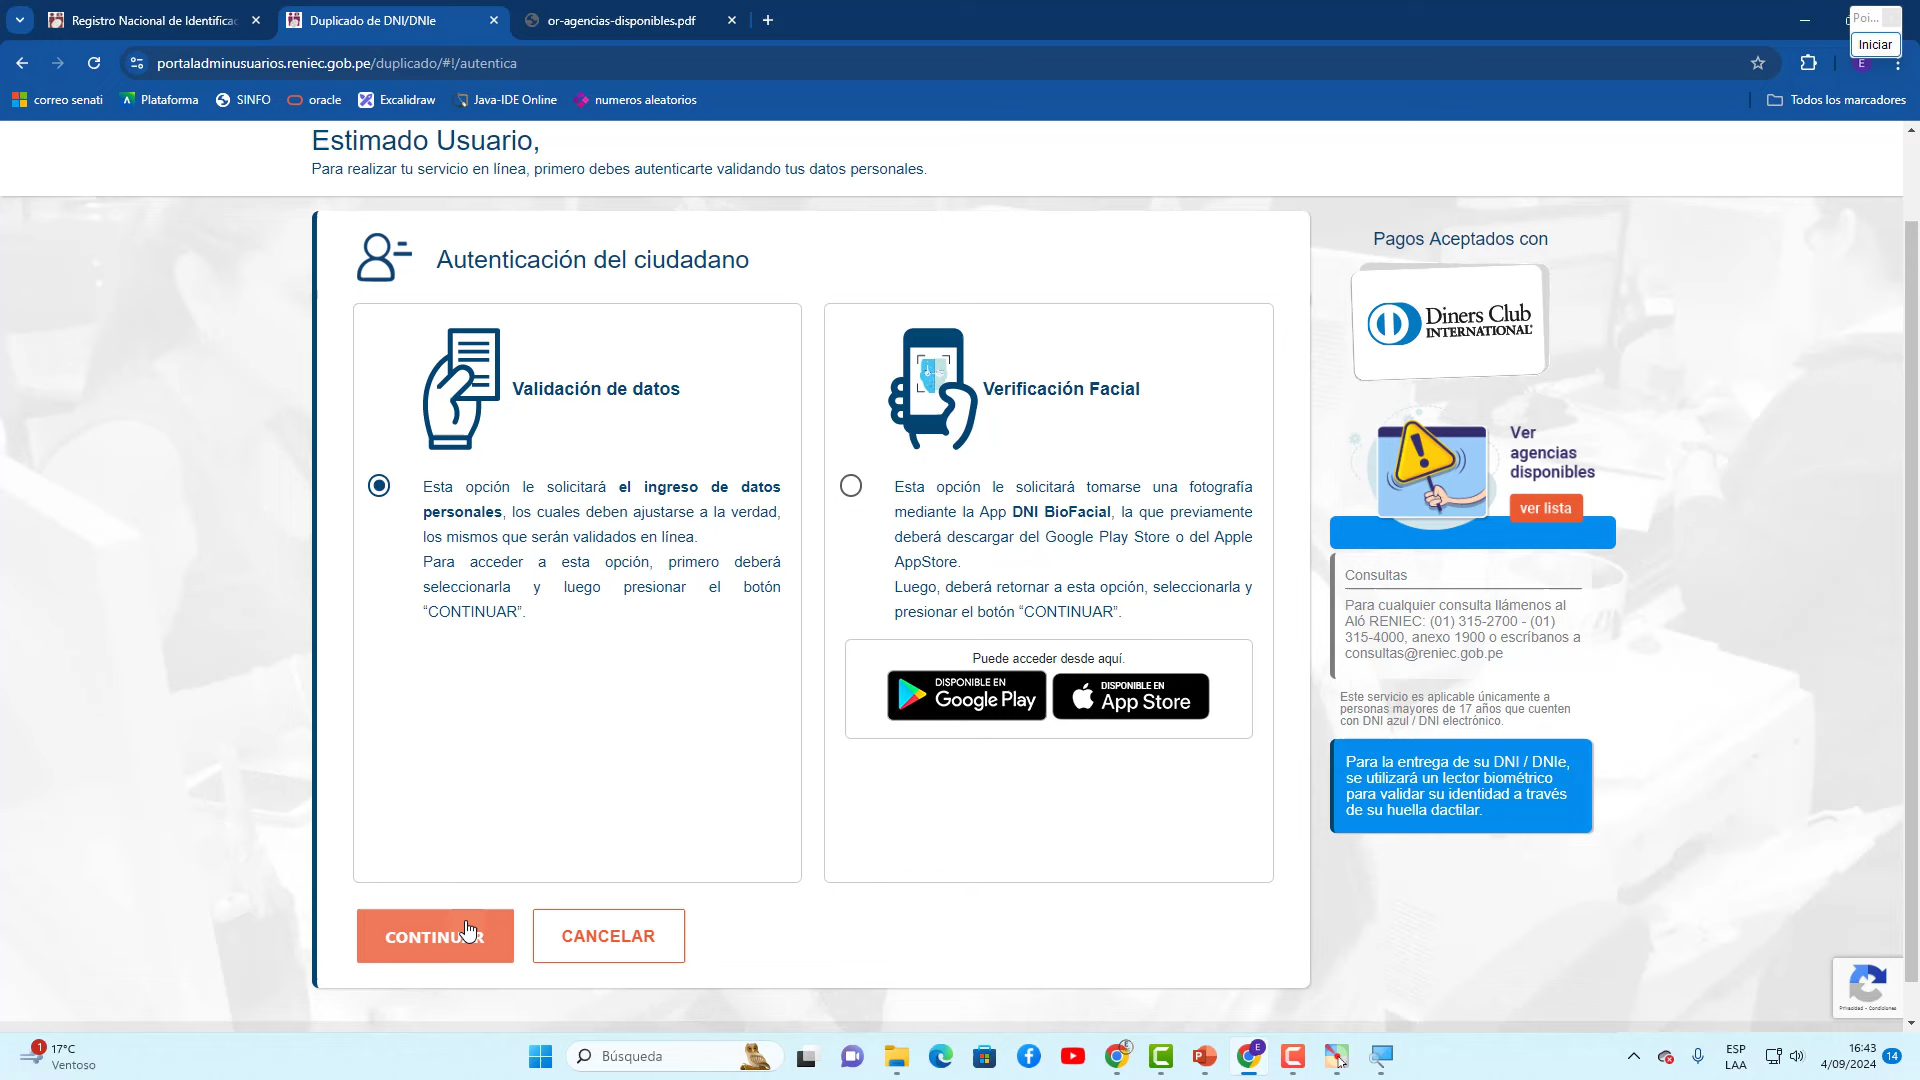 Registro Nacional de Identifica
Duplicado de DNI/DNIe
or-agencias-disponibles.pdf
Poi...
Iniciar
portaladminusuarios.reniec.gob.pe/duplicado/#!/autentica
E
correo senati
Plataforma
SINFO
oracle
Excalidraw
Java-IDE Online
numeros aleatorios
Todos los marcadores
Estimado Usuario,
Para realizar tu servicio en línea, primero debes autenticarte validando tus datos personales.
Autenticación del ciudadano
Validación de datos
Esta opción le solicitará el ingreso de datos
personales, los cuales deben ajustarse a la verdad,
los mismos que serán validados en línea.
Para acceder a esta opción, primero deberá
seleccionarla y luego presionar el botón
“CONTINUAR”.
Verificación Facial
Esta opción le solicitará tomarse una fotografía
mediante la App DNI BioFacial, la que previamente
deberá descargar del Google Play Store o del Apple
AppStore.
Luego, deberá retornar a esta opción, seleccionarla y
presionar el botón “CONTINUAR”.
Puede acceder desde aquí.
DISPONIBLE EN
Google Play
DISPONIBLE EN
App Store
CONTINUAR
CANCELAR
Pagos Aceptados con
Diners Club
INTERNATIONAL
Ver
agencias
disponibles
ver lista
Consultas
Para cualquier consulta llámenos al
Aló RENIEC: (01) 315-2700 - (01)
315-4000, anexo 1900 o escríbanos a
consultas@reniec.gob.pe
Este servicio es aplicable únicamente a
personas mayores de 17 años que cuenten
con DNI azul / DNI electrónico.
Para la entrega de su DNI / DNIe,
se utilizará un lector biométrico
para validar su identidad a través
de su huella dactilar.
Privacidad - Condiciones
1
17°C
Ventoso
Búsqueda
E
E
ESP
LAA
16:43
4/09/2024
14